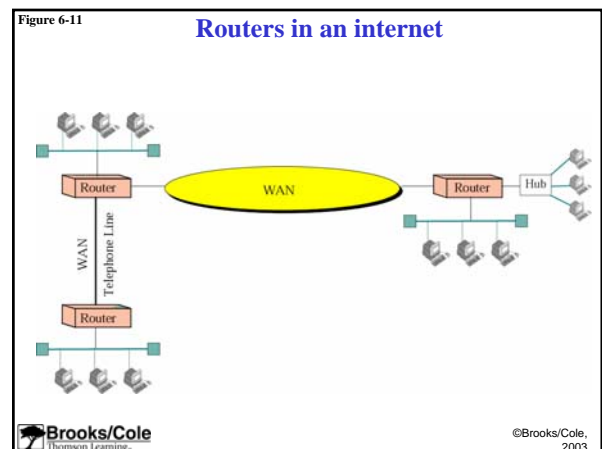 Figure 6-11
Routers in an internet
Router
WAN
Router
Hub
WAN
Telephone Line
Router
Brooks/Cole
Thomson Learning™
©Brooks/Cole,
2003